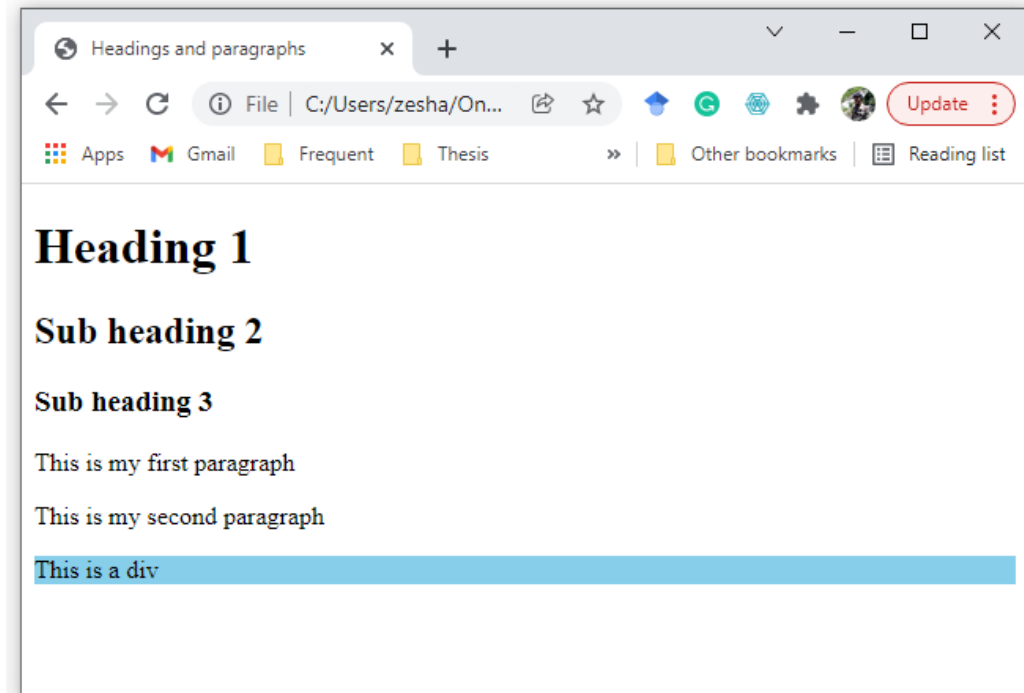 Headings and paragraphs
File | C:/Users/zesha/On...
Update
Apps Gmail Frequent Thesis » Other bookmarks Reading list
Heading 1
Sub heading 2
Sub heading 3
This is my first paragraph
This is my second paragraph
This is a div